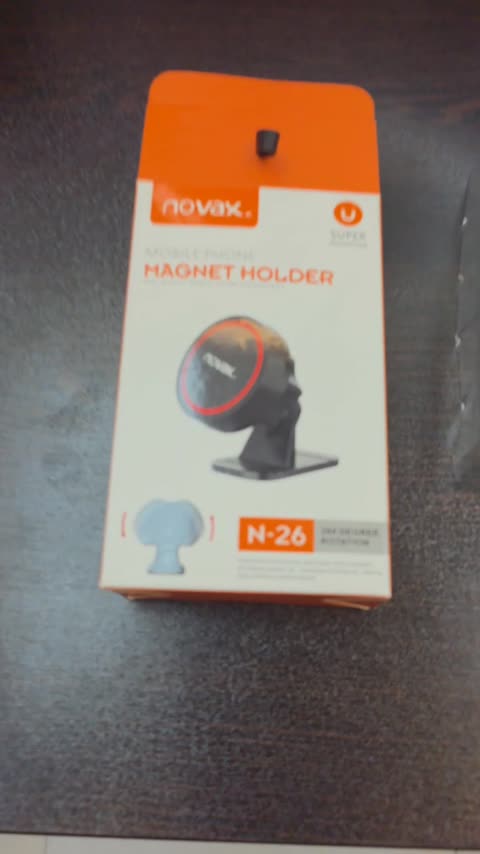 novax.
U
SUPER
MOBILE PHONE
MAGNET HOLDER
novax.
N-26
360 DEGREE
ROTATION